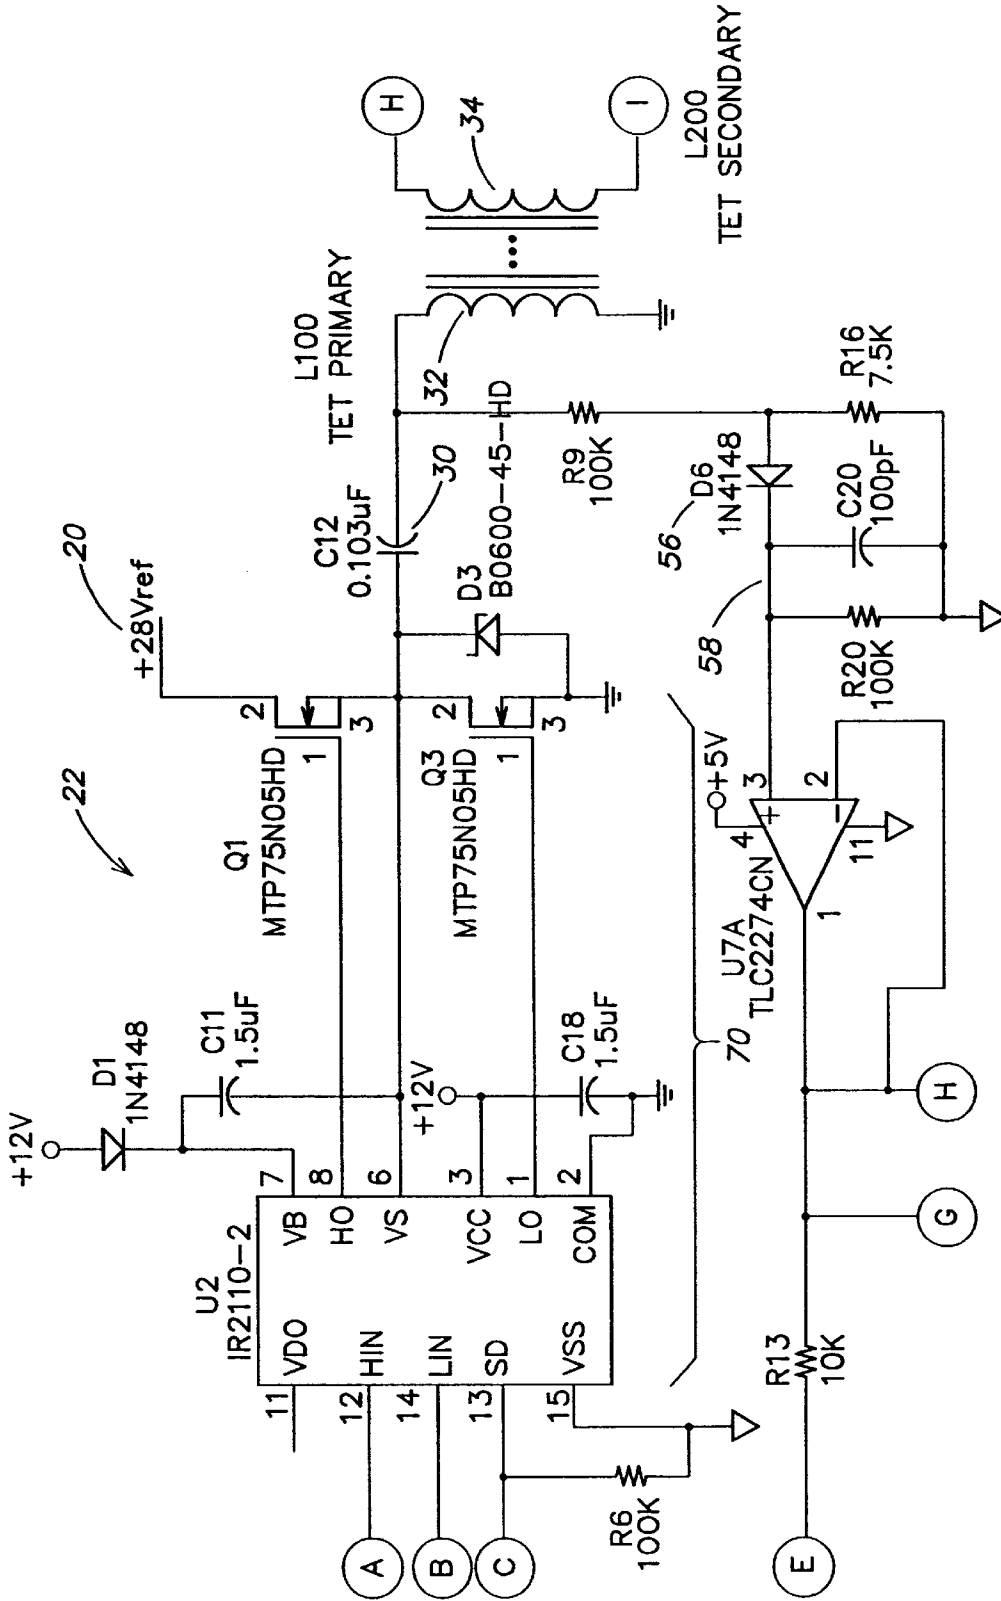 +12V
D1
1N4148
C11
1.5uF
22
20
+28Vref
Q1
MTP75N05HD
1
2
3
C12
0.103uF
30
L100
TET PRIMARY
32
34
H
I
L200
TET SECONDARY
U2
IR2110-2
11
VDO
12
HIN
14
LIN
13
SD
15
VSS
VB
7
HO
8
VS
6
VCC
3
LO
1
COM
2
+12V
C18
1.5uF
Q3
MTP75N05HD
1
2
3
D3
B0600-45-HD
A
B
C
R6
100K
70
R9
100K
56
D6
1N4148
58
R16
7.5K
C20
100pF
R20
100K
+5V
U7A
TLC2274CN
4
3
+
2
-
11
1
E
R13
10K
G
H